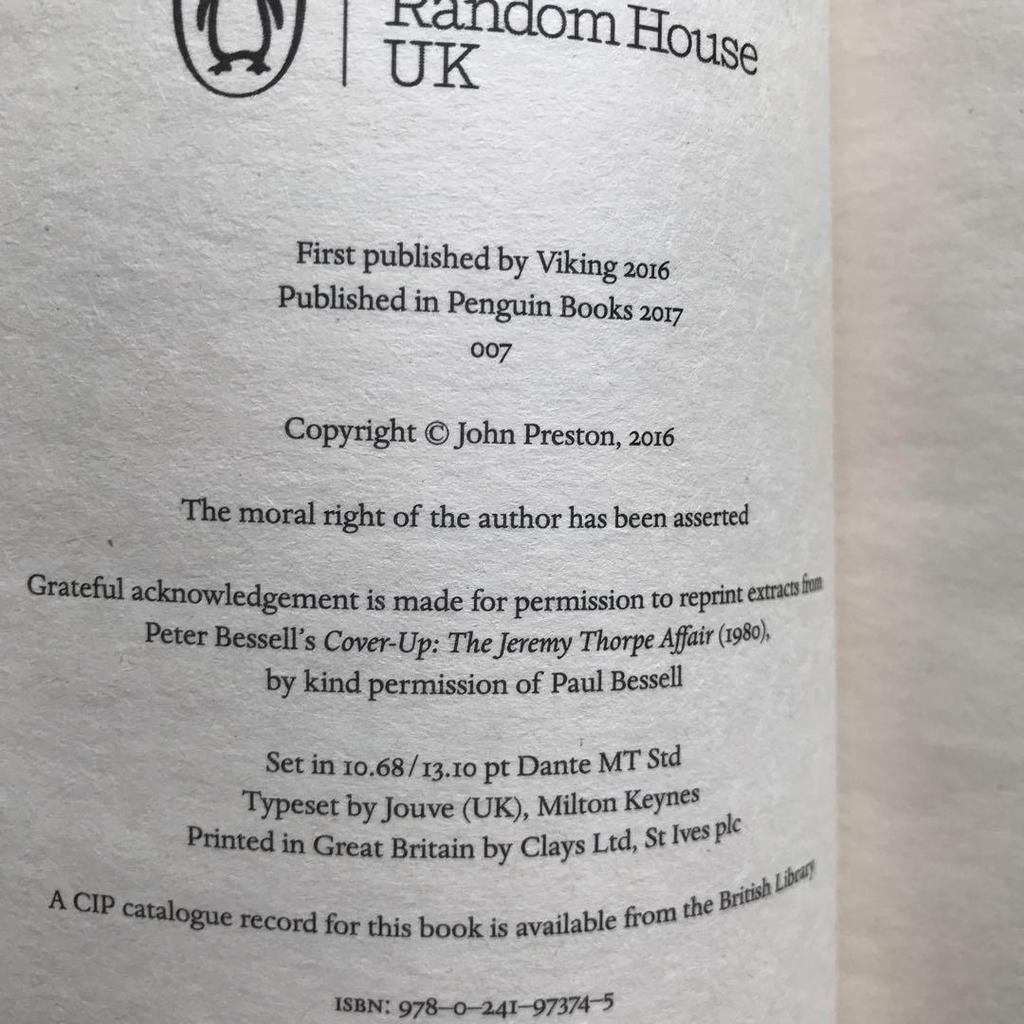 Random House
UK
First published by Viking 2016
Published in Penguin Books 2017
007
Copyright © John Preston, 2016
The moral right of the author has been asserted
Grateful acknowledgement is made for permission to reprint extracts from
Peter Bessell's Cover-Up: The Jeremy Thorpe Affair (1980),
by kind permission of Paul Bessell
Set in 10.68/13.10 pt Dante MT Std
Typeset by Jouve (UK), Milton Keynes
Printed in Great Britain by Clays Ltd, St Ives plc
A CIP catalogue record for this book is available from the British Library
ISBN: 978-0-241-97374-5